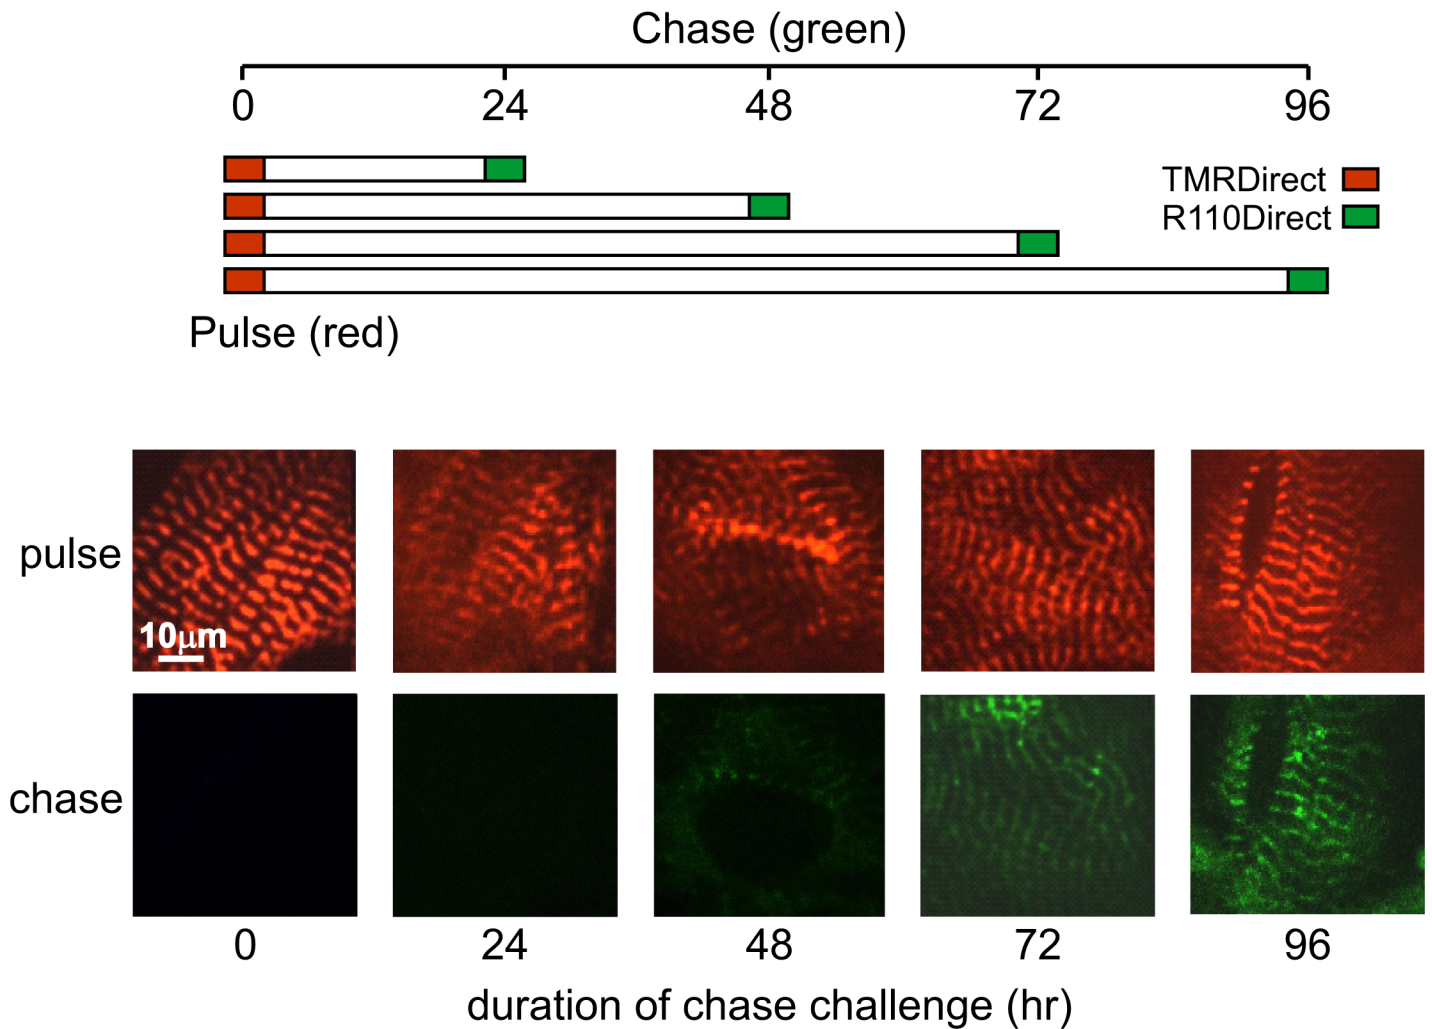 Chase (green)
0 24 48 72 96
TMRDirect
R110Direct
Pulse (red)
pulse
10μm
chase
0 24 48 72 96
duration of chase challenge (hr)